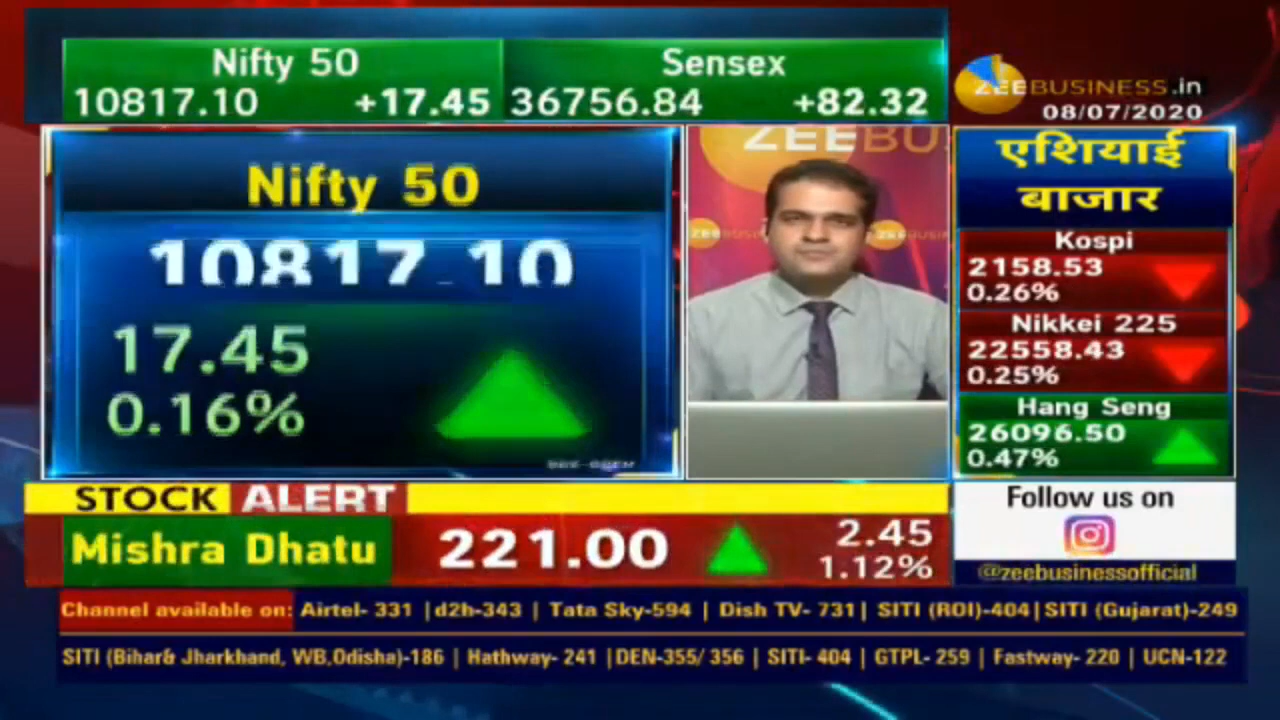 Nifty 50
10817.10 +17.45
Sensex
36756.84 +82.32
ZEEBUSINESS.in
08/07/2020
Nifty 50
10817.10
17.45
0.16%
ZEEBU
ZEEBUSI
ZEEBUSIN
एशियाई
बाजार
Kospi
2158.53
0.26%
Nikkei 225
22558.43
0.25%
Hang Seng
26096.50
0.47%
STOCK ALERT
Mishra Dhatu 221.00 2.45
1.12%
Follow us on
@zeebusinessofficial
Channel available on: Airtel- 331 |d2h-343 | Tata Sky-594 | Dish TV- 731| SITI (ROI)-404|SITI (Gujarat)-249
SITI (Bihar& Jharkhand, WB,Odisha)-186 | Hathway- 241 |DEN-355/ 356 | SITI- 404 | GTPL- 259 | Fastway- 220 | UCN-122